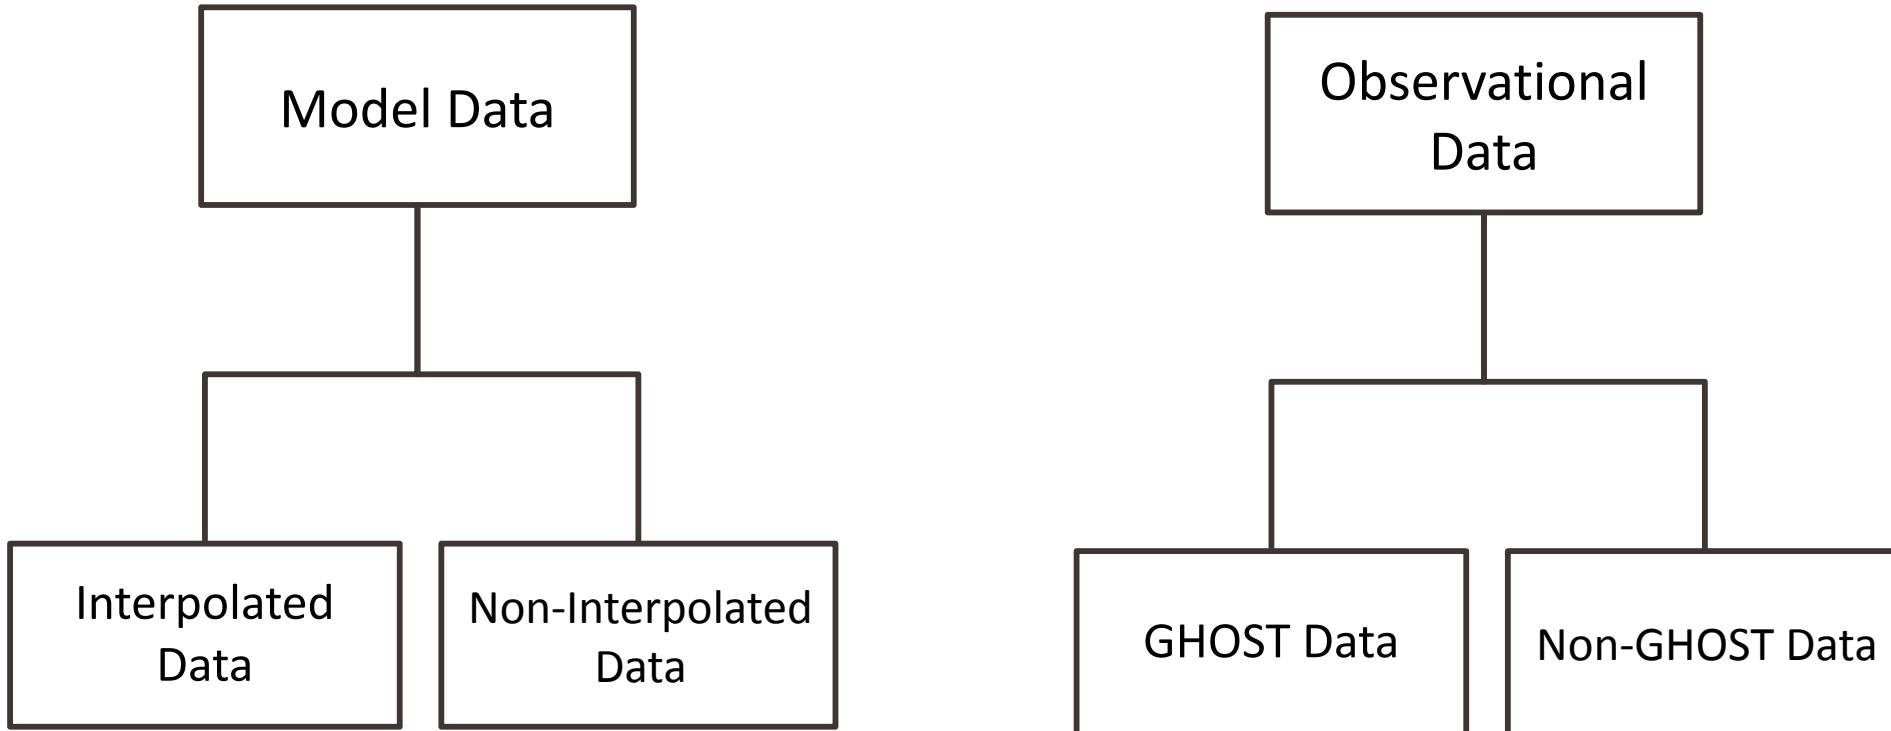 Model Data
Observational
Data
Interpolated
Data
Non-Interpolated
Data
GHOST Data
Non-GHOST Data